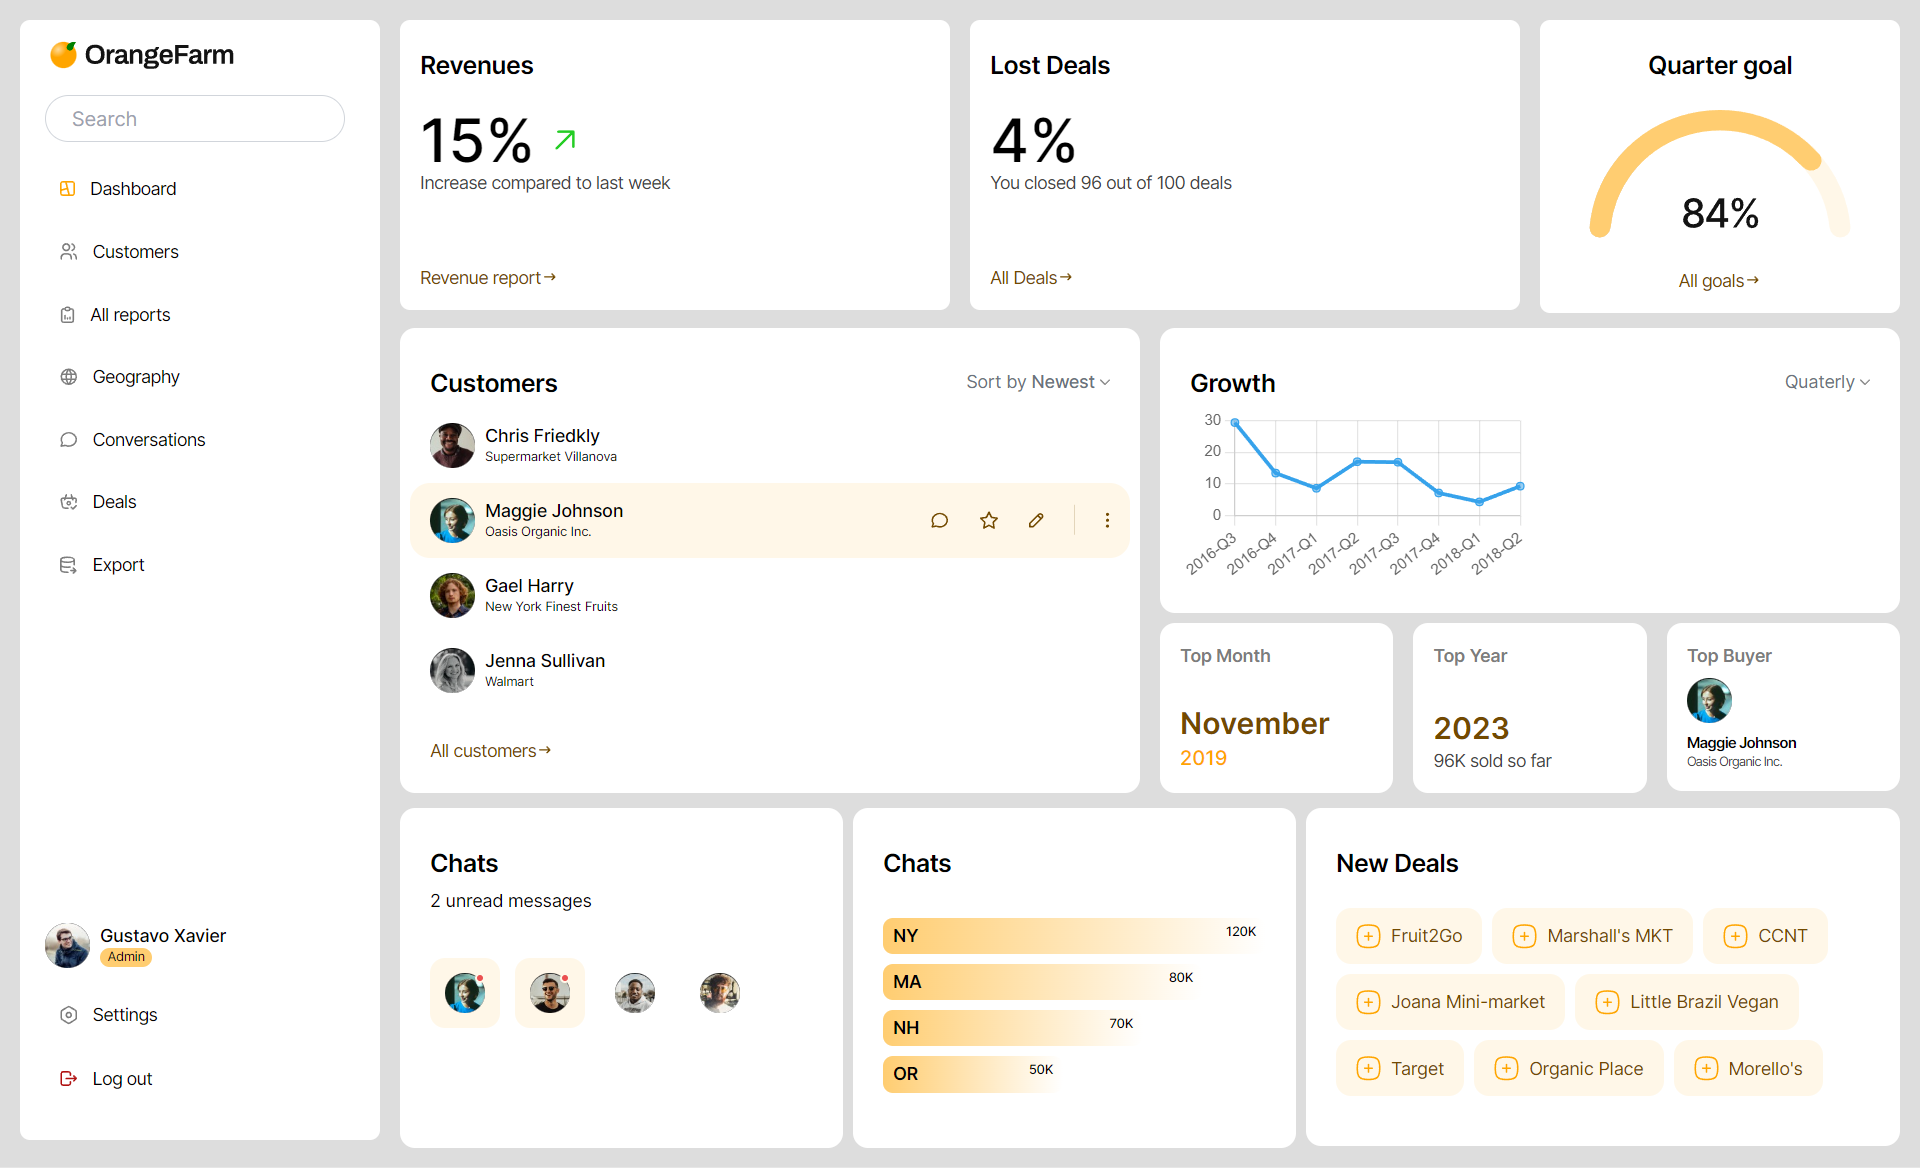 OrangeFarm
Search
Dashboard
Customers
All reports
Geography
Conversations
Deals
Export
Gustavo Xavier
Admin
Settings
Log out
Revenues
15%
Increase compared to last week
Revenue report
Lost Deals
4%
You closed 96 out of 100 deals
All Deals
Quarter goal
84%
All goals
Customers
Sort by Newest
Chris Friedkly
Supermarket Villanova
Maggie Johnson
Oasis Organic Inc.
Gael Harry
New York Finest Fruits
Jenna Sullivan
Walmart
All customers
Growth
Quaterly
30
20
10
0
2016-Q3
2016-Q4
2017-Q1
2017-Q2
2017-Q3
2017-Q4
2018-Q1
2018-Q2
Top Month
November
2019
Top Year
2023
96K sold so far
Top Buyer
Maggie Johnson
Oasis Organic Inc.
Chats
2 unread messages
Chats
NY 120K
MA 80K
NH 70K
OR 50K
New Deals
Fruit2Go Marshall's MKT CCNT
Joana Mini-market Little Brazil Vegan
Target Organic Place Morello's